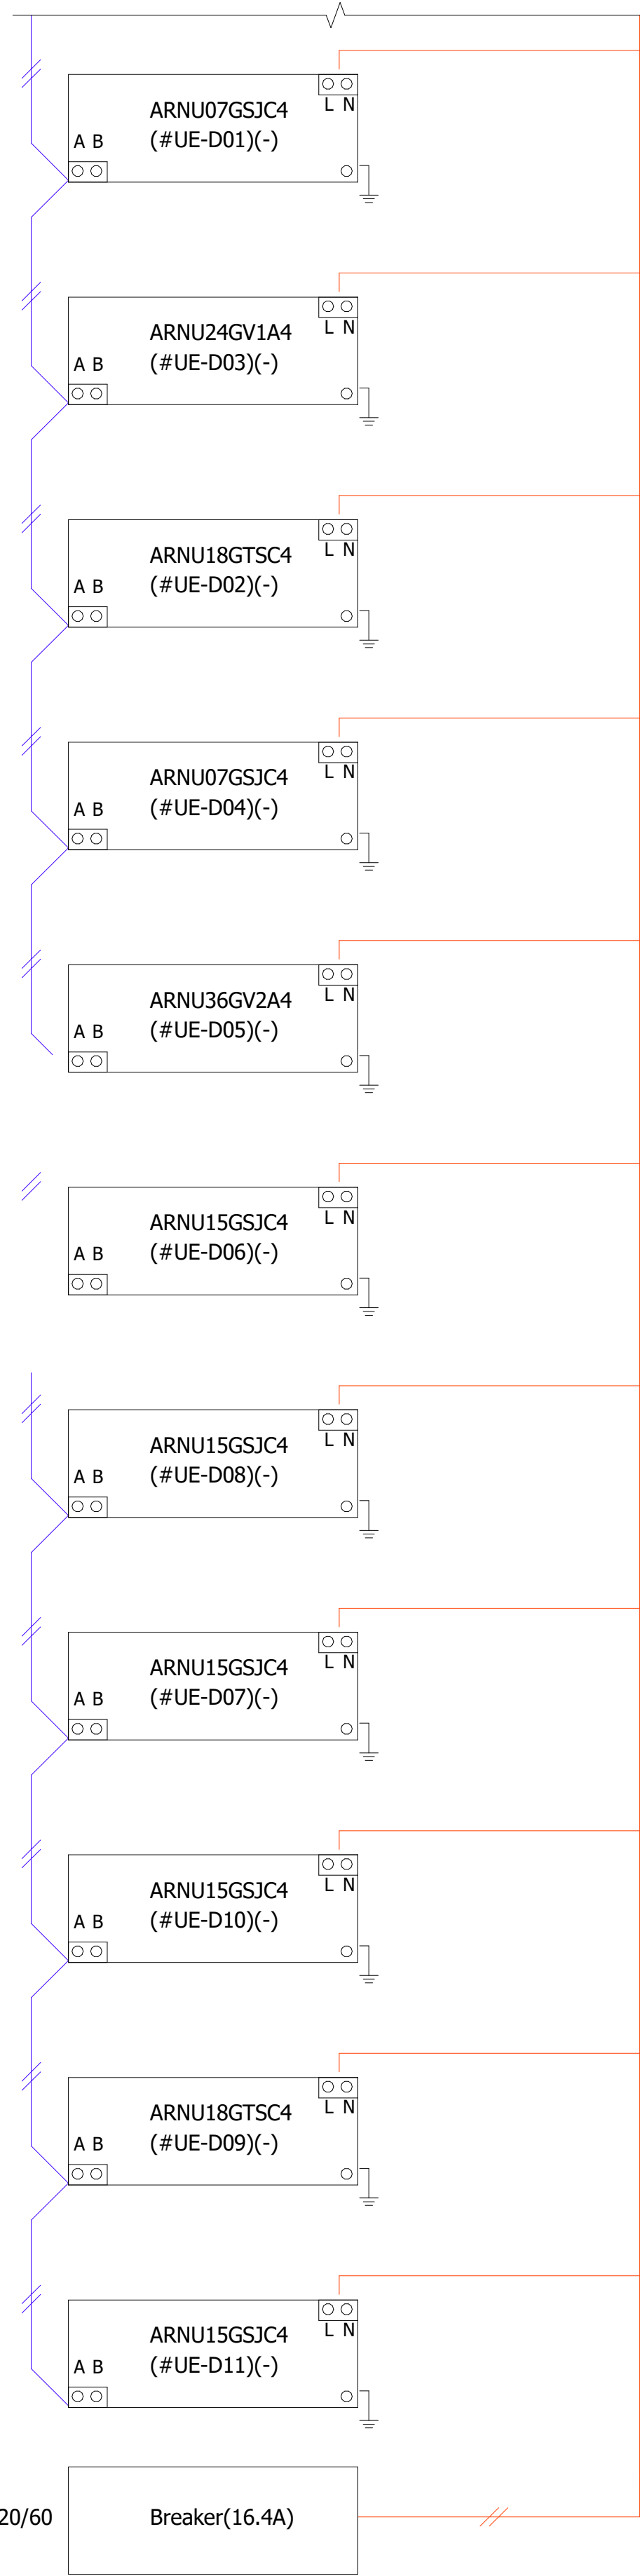 ARNU07GSJC4
L N
A B
(#UE-D01)(-)
ARNU24GV1A4
L N
A B
(#UE-D03)(-)
ARNU18GTSC4
L N
A B
(#UE-D02)(-)
ARNU07GSJC4
L N
A B
(#UE-D04)(-)
ARNU36GV2A4
L N
A B
(#UE-D05)(-)
ARNU15GSJC4
L N
A B
(#UE-D06)(-)
ARNU15GSJC4
L N
A B
(#UE-D08)(-)
ARNU15GSJC4
L N
A B
(#UE-D07)(-)
ARNU15GSJC4
L N
A B
(#UE-D10)(-)
ARNU18GTSC4
L N
A B
(#UE-D09)(-)
ARNU15GSJC4
L N
A B
(#UE-D11)(-)
20/60 Breaker(16.4A)